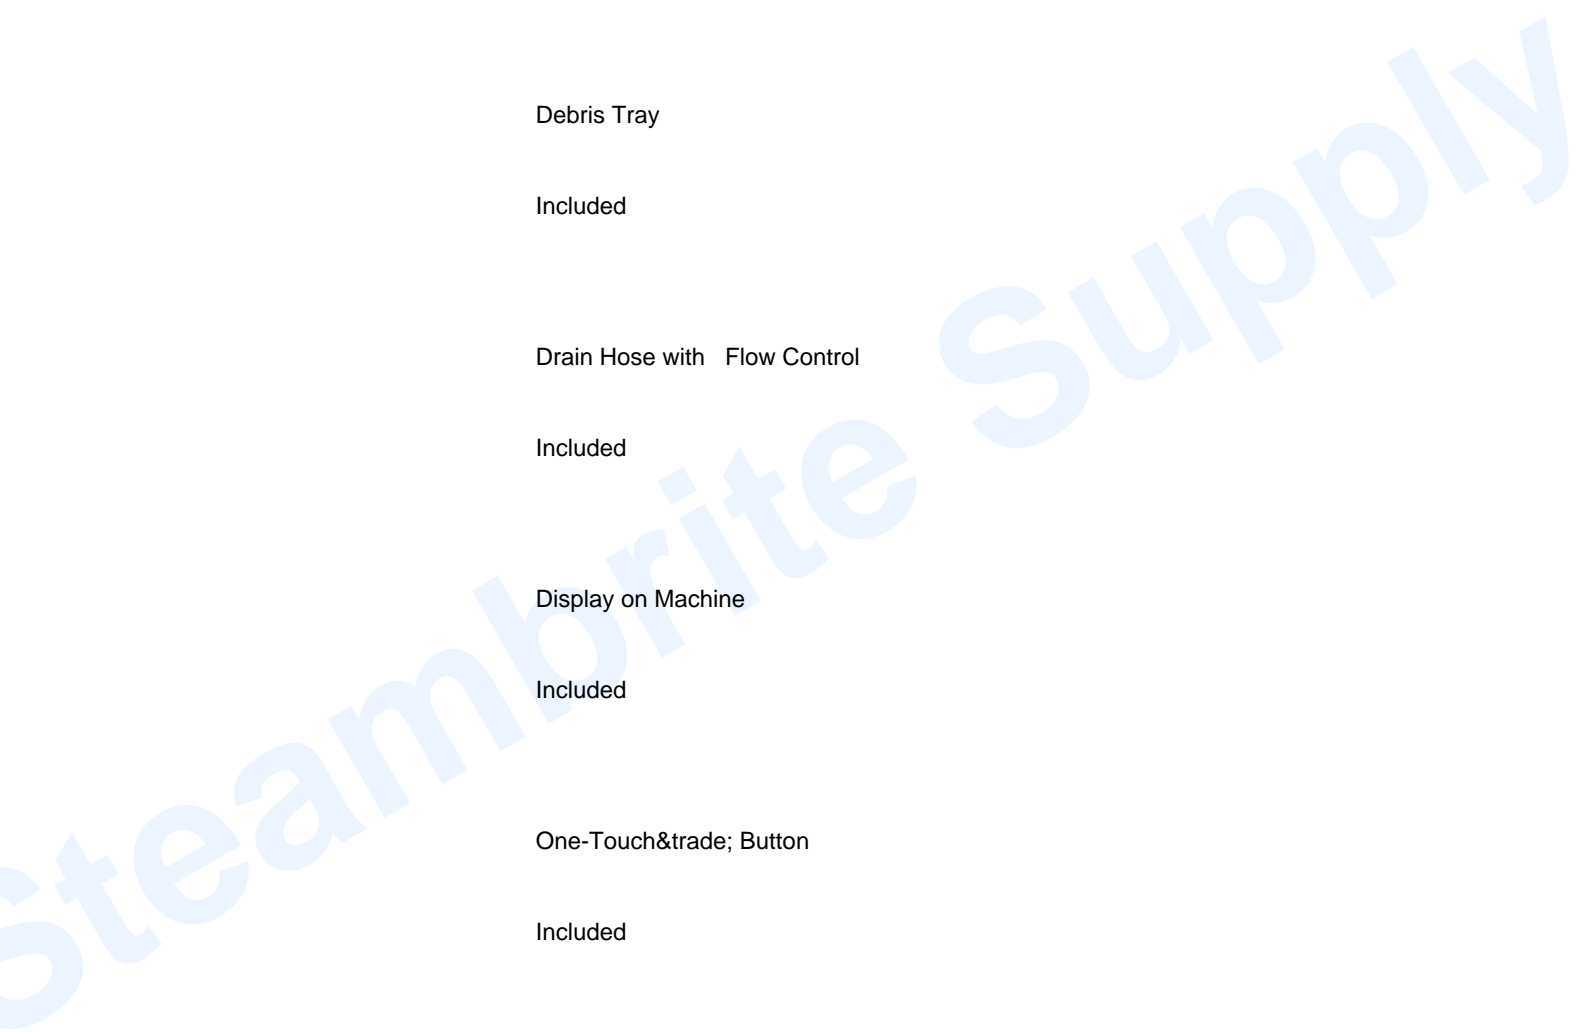 Debris Tray
Included
Drain Hose with   Flow Control
Included
Display on Machine
Included
One-Touch&trade; Button
Included
Steambrite Supply